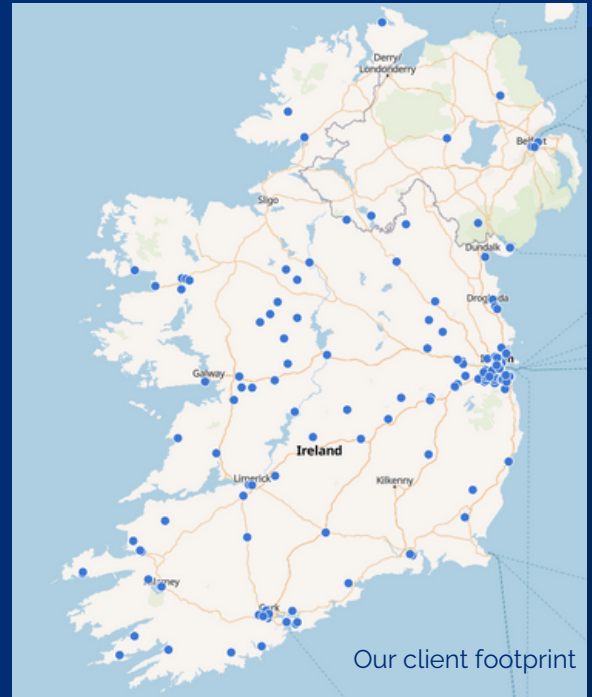 Derry/
Londonderry
Belfast
Sligo
Dundalk
Drogheda
Galway
Ireland
Limerick
Kilkenny
Cork
Our client footprint